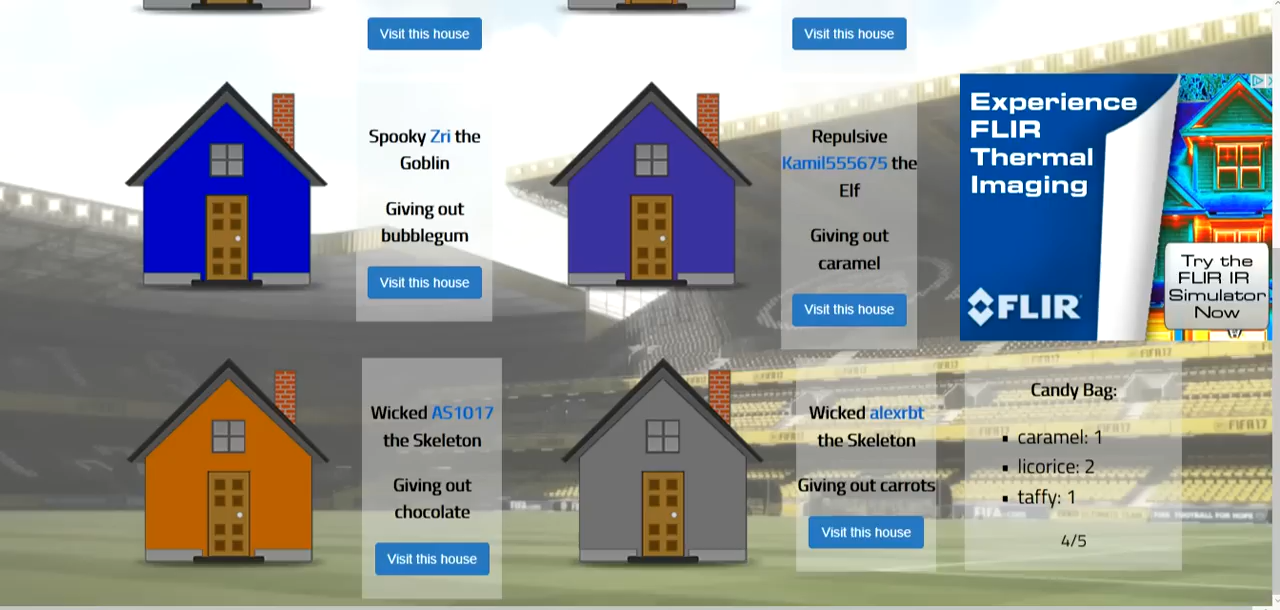 Visit this house
Visit this house
Spooky Zri the
Goblin
Giving out
bubblegum
Visit this house
Repulsive
Kamil555675 the
Elf
Giving out
caramel
Visit this house
Experience
FLIR
Thermal
Imaging
Try the
FLIR IR
Simulator
Now
FLIR
Wicked AS1017
the Skeleton
Giving out
chocolate
Visit this house
Wicked alexrbt
the Skeleton
Giving out carrots
Visit this house
Candy Bag:
caramel: 1
licorice: 2
taffy: 1
4/5
FIFA17
FIFA17
FIFA17